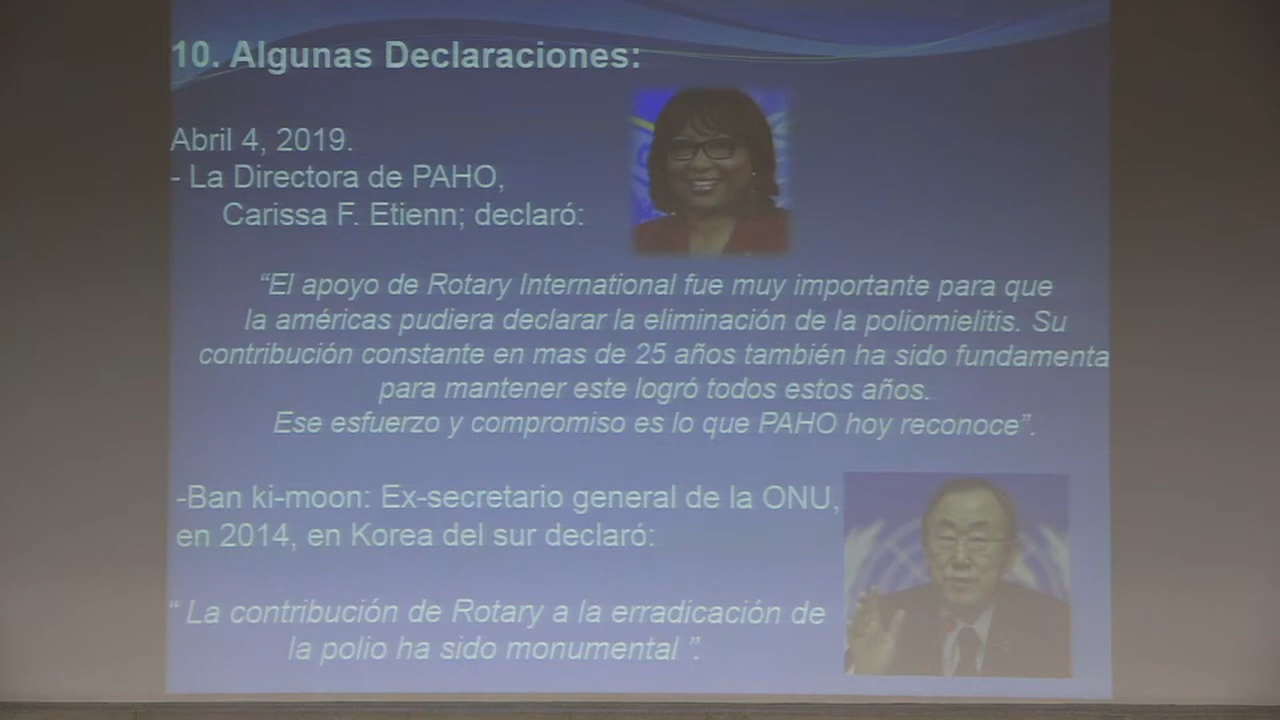 10. Algunas Declaraciones:
Abril 4, 2019.
- La Directora de PAHO,
Carissa F. Etienn; declaró:
“El apoyo de Rotary International fue muy importante para que
la américas pudiera declarar la eliminación de la poliomielitis. Su
contribución constante en mas de 25 años también ha sido fundamenta
para mantener este logró todos estos años.
Ese esfuerzo y compromiso es lo que PAHO hoy reconoce”.
-Ban ki-moon: Ex-secretario general de la ONU,
en 2014, en Korea del sur declaró:
“ La contribución de Rotary a la erradicación de
la polio ha sido monumental ”.